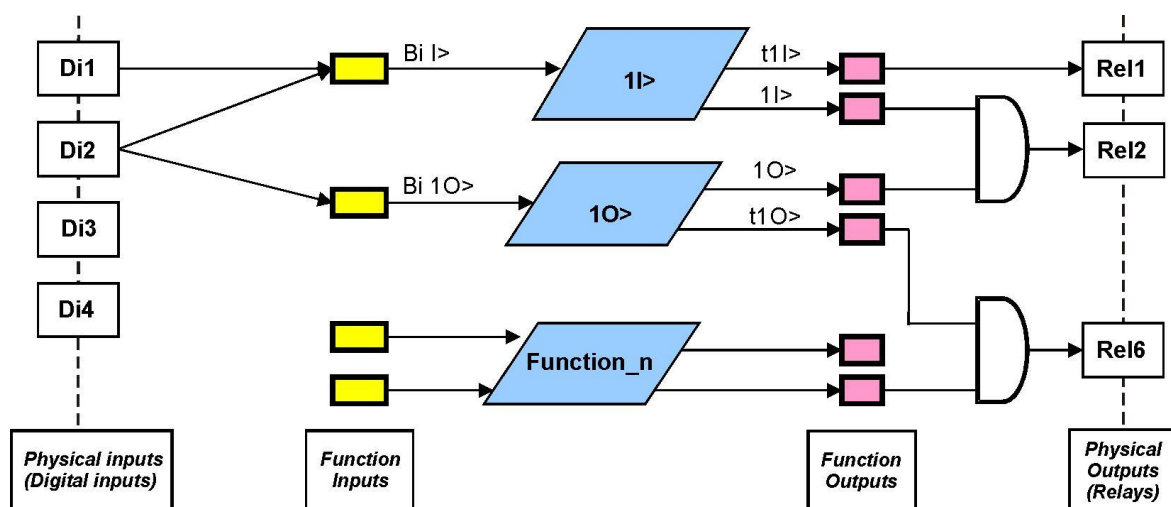 Di1
Di2
Di3
Di4
Bi I>
Bi 1O>
1I>
1O>
Function_n
t1I>
1I>
1O>
t1O>
Rel1
Rel2
Rel6
Physical inputs
(Digital inputs)
Function
Inputs
Function
Outputs
Physical
Outputs
(Relays)